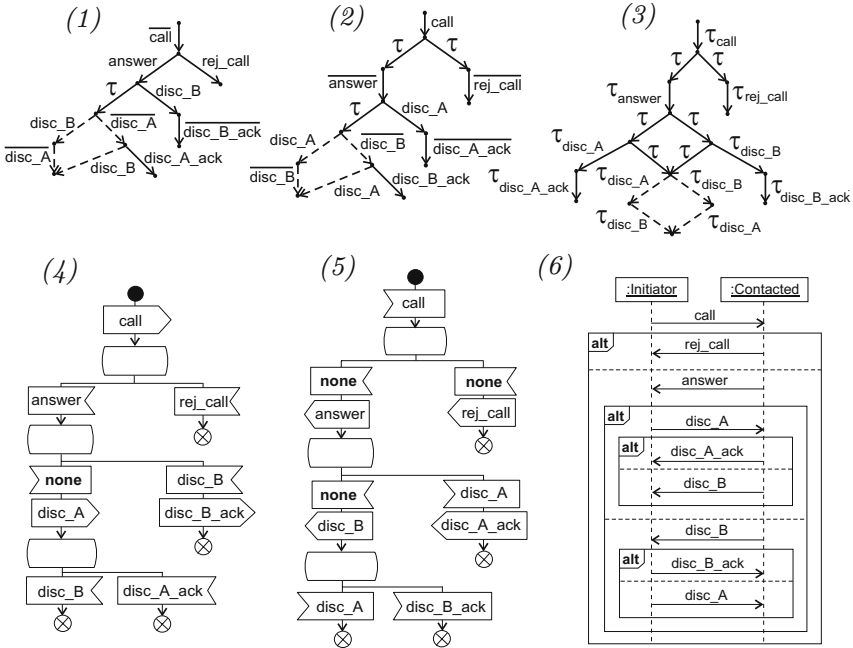 (1)
call
answer
rej_call
τ
disc_B
disc_B
disc_A
disc_B_ack
disc_A
disc_B
disc_A_ack
(2)
call
τ
τ
answer
rej_call
τ
disc_A
disc_A
disc_B
disc_A_ack
disc_B
disc_A
disc_B_ack
(3)
τcall
τ
τ
τanswer
τrej_call
τ
τ
τdisc_A
τ
τ
τdisc_B
τdisc_A_ack
τdisc_A
τdisc_B
τdisc_B_ack
τdisc_B
τdisc_A
(4)
call
answer
rej_call
none
disc_B
disc_A
disc_B_ack
disc_B
disc_A_ack
(5)
call
none
none
answer
rej_call
none
disc_A
disc_B
disc_A_ack
disc_A
disc_B_ack
(6)
:Initiator
:Contacted
call
alt
rej_call
answer
alt
disc_A
alt
disc_A_ack
disc_B
disc_B
alt
disc_B_ack
disc_A